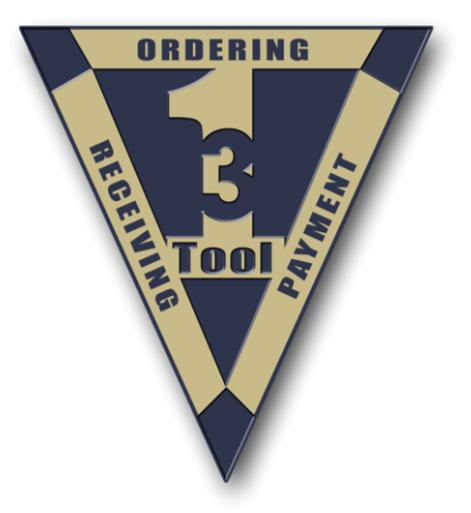 ORDERING
1
3
Tool
RECEIVING
PAYMENT